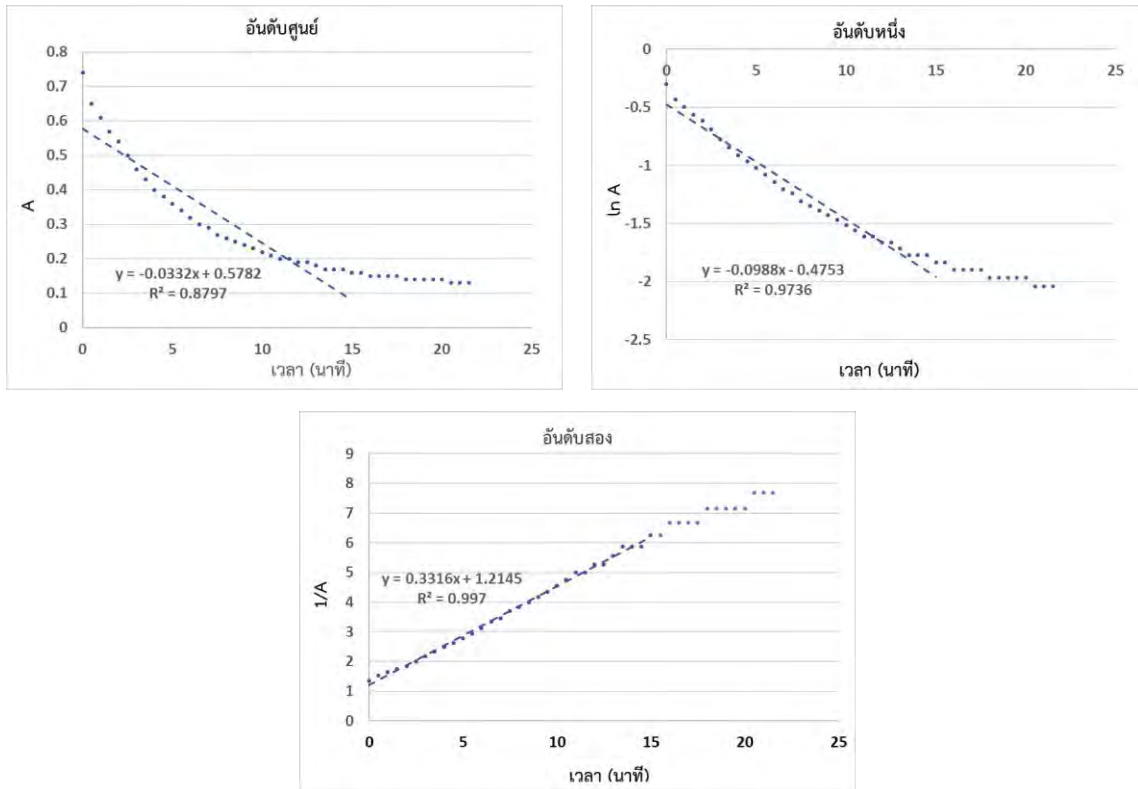 อันดับศูนย์
0.8
0.7
0.6
0.5
0.4
0.3
0.2
0.1
0
A
y = -0.0332x + 0.5782
R² = 0.8797
0 5 10 15 20 25
เวลา (นาที)
อันดับหนึ่ง
0
0 5 10 15 20 25
-0.5
-1
-1.5
-2
-2.5
ln A
y = -0.0988x - 0.4753
R² = 0.9736
เวลา (นาที)
อันดับสอง
9
8
7
6
5
4
3
2
1
0
1/A
y = 0.3316x + 1.2145
R² = 0.997
0 5 10 15 20 25
เวลา (นาที)